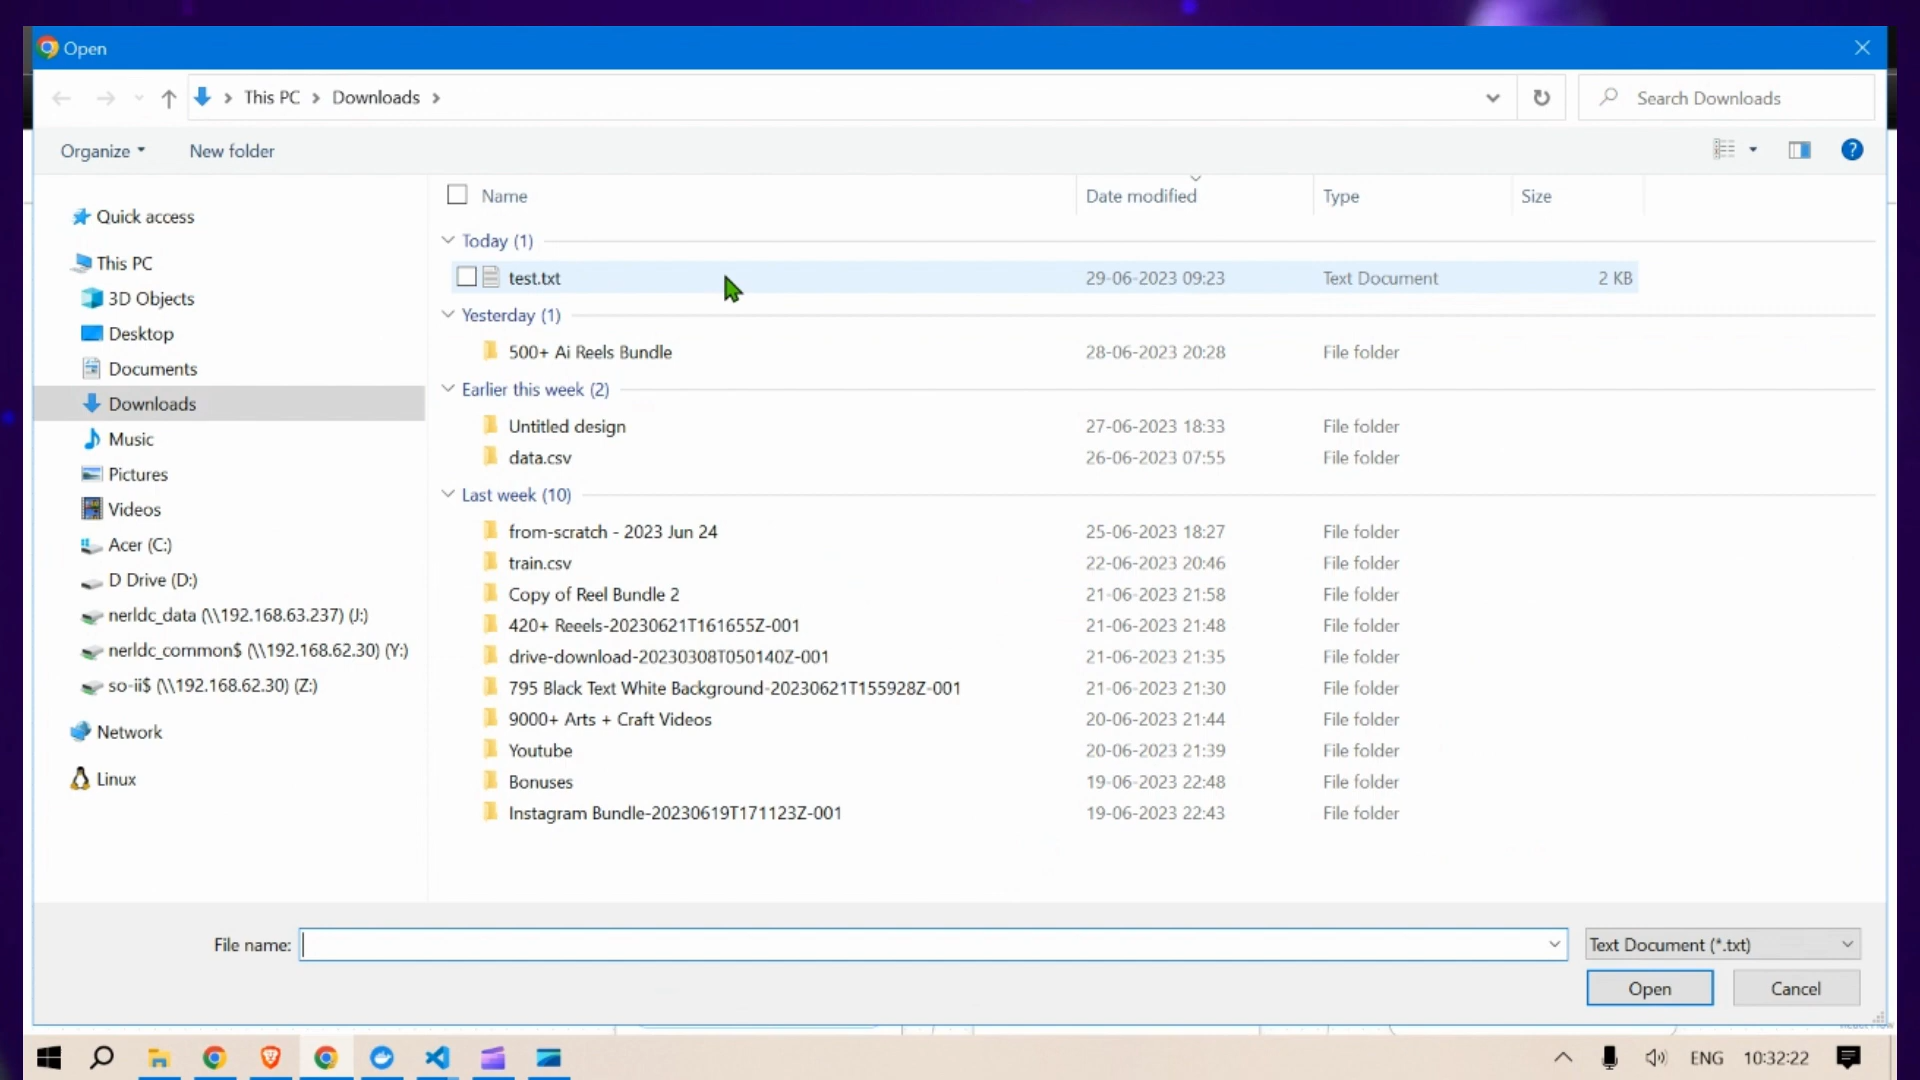 Open
This PC > Downloads >
Search Downloads
Organize
New folder
Name
Date modified
Type
Size
Quick access
This PC
3D Objects
Desktop
Documents
Downloads
Music
Pictures
Videos
Acer (C:)
D Drive (D:)
nerldc_data (\\192.168.63.237) (J:)
nerldc_common$ (\\192.168.62.30) (Y:)
so-ii$ (\\192.168.62.30) (Z:)
Network
Linux
Today (1)
test.txt 29-06-2023 09:23 Text Document 2 KB
Yesterday (1)
500+ Ai Reels Bundle 28-06-2023 20:28 File folder
Earlier this week (2)
Untitled design 27-06-2023 18:33 File folder
data.csv 26-06-2023 07:55 File folder
Last week (10)
from-scratch - 2023 Jun 24 25-06-2023 18:27 File folder
train.csv 22-06-2023 20:46 File folder
Copy of Reel Bundle 2 21-06-2023 21:58 File folder
420+ Reeels-20230621T161655Z-001 21-06-2023 21:48 File folder
drive-download-20230308T050140Z-001 21-06-2023 21:35 File folder
795 Black Text White Background-20230621T155928Z-001 21-06-2023 21:30 File folder
9000+ Arts + Craft Videos 20-06-2023 21:44 File folder
Youtube 20-06-2023 21:39 File folder
Bonuses 19-06-2023 22:48 File folder
Instagram Bundle-20230619T171123Z-001 19-06-2023 22:43 File folder
File name:
Text Document (*.txt)
Open
Cancel
ENG
10:32:22